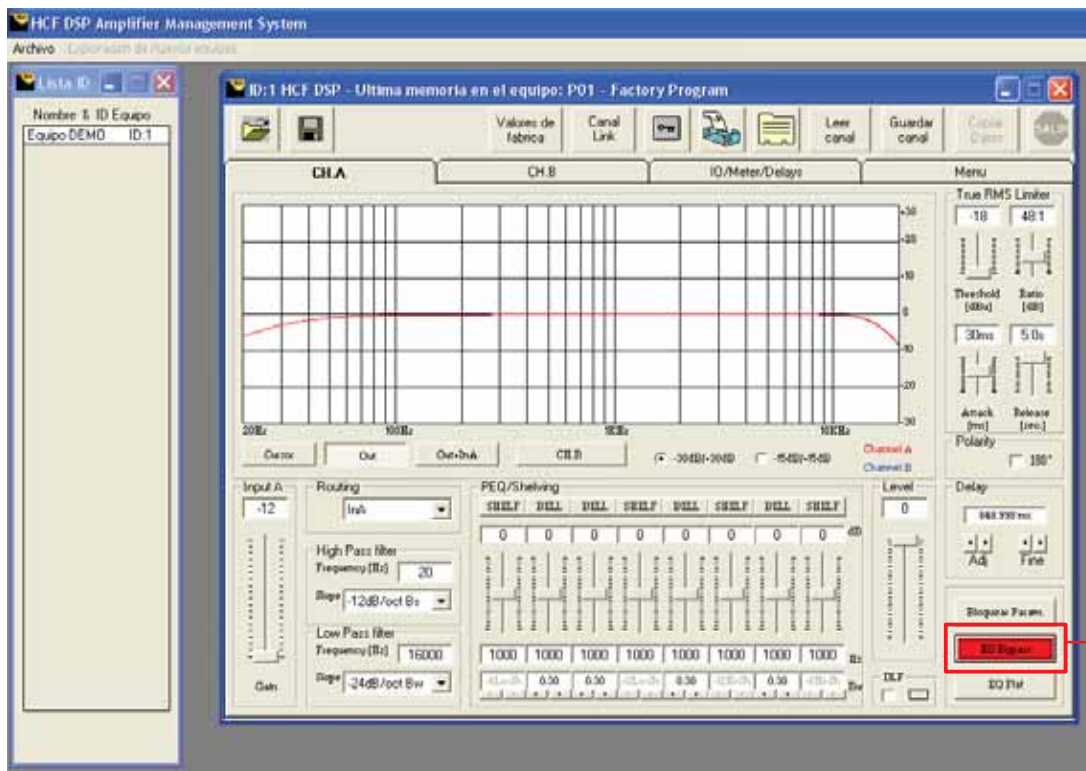 HCF DSP Amplifier Management System
Archivo
Lista ID
Nombre & ID Equipo
Equipo DEMO ID:1
ID:1 HCF DSP - Ultima memoria en el equipo: P01 - Factory Program
Valores de fabrica
Canal Link
Leer canal
Guardar canal
CH.A
CH.B
IO/Meter/Delays
Menu
+30
+20
+10
0
-10
-20
-30
20Hz
100Hz
1KHz
10KHz
Cursor
Out
Out+InA
CH.B
-30dB/+30dB
-15dB/+15dB
Channel A
Channel B
True RMS Limiter
-18
48:1
Threshold
Ratio
[dB]
30ms
5.0s
Attack
Release
[ms]
[sec.]
Polarity
180°
Input A
-12
Gain
Routing
InA
High Pass filter
Frequency [Hz] 20
Slope -12dB/oct Bs
Low Pass filter
Frequency [Hz] 16000
Slope -24dB/oct Bw
PEQ/Shelving
SHELF BELL BELL SHELF BELL SHELF BELL SHELF
0 0 0 0 0 0 0 0 dB
1000 1000 1000 1000 1000 1000 1000 1000 Hz
0.30 0.30 0.30 0.30 Bw
Level
0
Delay
Adj Fine
Bloquear Param.
EQ Bypass
EQ Flat